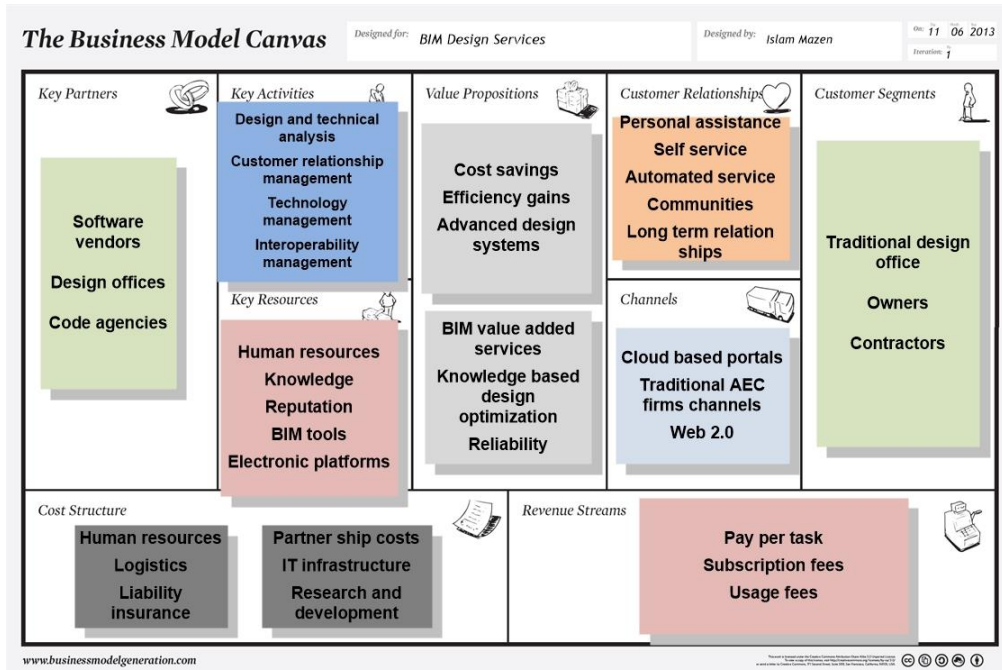 The Business Model Canvas
Designed for:
BIM Design Services
Designed by:
Islam Mazen
On:
11 06 2013
Iteration:
1
Key Partners
Software
vendors
Design offices
Code agencies
Key Activities
Design and technical
analysis
Customer relationship
management
Technology
management
Interoperability
management
Key Resources
Human resources
Knowledge
Reputation
BIM tools
Electronic platforms
Value Propositions
Cost savings
Efficiency gains
Advanced design
systems
BIM value added
services
Knowledge based
design
optimization
Reliability
Customer Relationships
Personal assistance
Self service
Automated service
Communities
Long term relation
ships
Channels
Cloud based portals
Traditional AEC
firms channels
Web 2.0
Customer Segments
Traditional design
office
Owners
Contractors
Cost Structure
Human resources
Logistics
Liability
insurance
Partner ship costs
IT infrastructure
Research and
development
Revenue Streams
Pay per task
Subscription fees
Usage fees
www.businessmodelgeneration.com